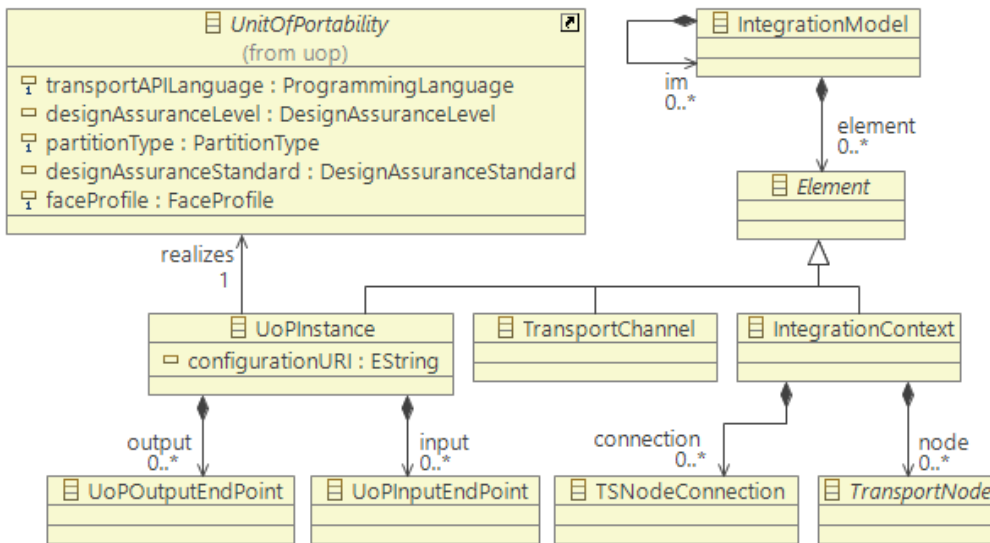 UnitOfPortability
(from uop)
transportAPILanguage : ProgrammingLanguage
designAssuranceLevel : DesignAssuranceLevel
partitionType : PartitionType
designAssuranceStandard : DesignAssuranceStandard
faceProfile : FaceProfile
IntegrationModel
im
0..*
element
0..*
Element
realizes
1
UoPInstance
configurationURI : EString
TransportChannel
IntegrationContext
output
0..*
input
0..*
connection
0..*
node
0..*
UoPOutputEndPoint
UoPInputEndPoint
TSNodeConnection
TransportNode